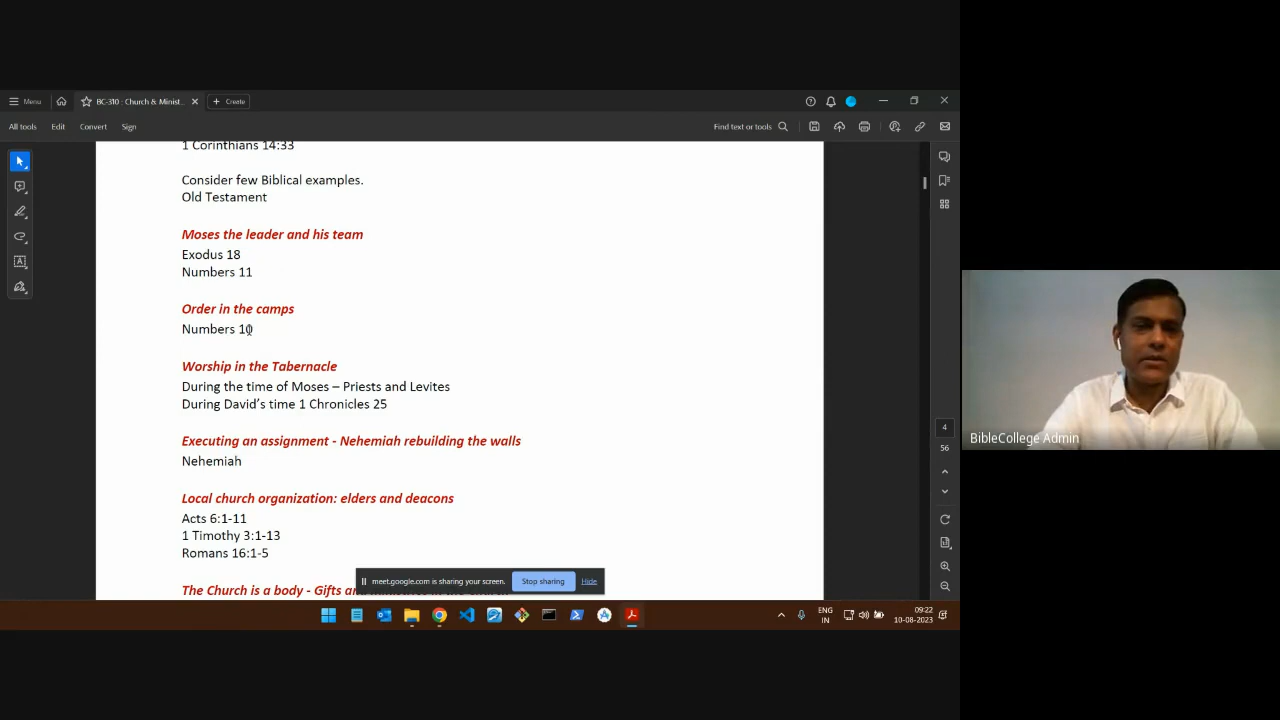 Menu
BC-310 : Church & Minist...
Create
All tools
Edit
Convert
Sign
Find text or tools
1 Corinthians 14:33
Consider few Biblical examples.
Old Testament
Moses the leader and his team
Exodus 18
Numbers 11
Order in the camps
Numbers 10
Worship in the Tabernacle
During the time of Moses – Priests and Levites
During David's time 1 Chronicles 25
Executing an assignment - Nehemiah rebuilding the walls
Nehemiah
Local church organization: elders and deacons
Acts 6:1-11
1 Timothy 3:1-13
Romans 16:1-5
The Church is a body - Gifts
meet.google.com is sharing your screen.
Stop sharing
Hide
4
56
BibleCollege Admin
ENG
IN
09:22
10-08-2023